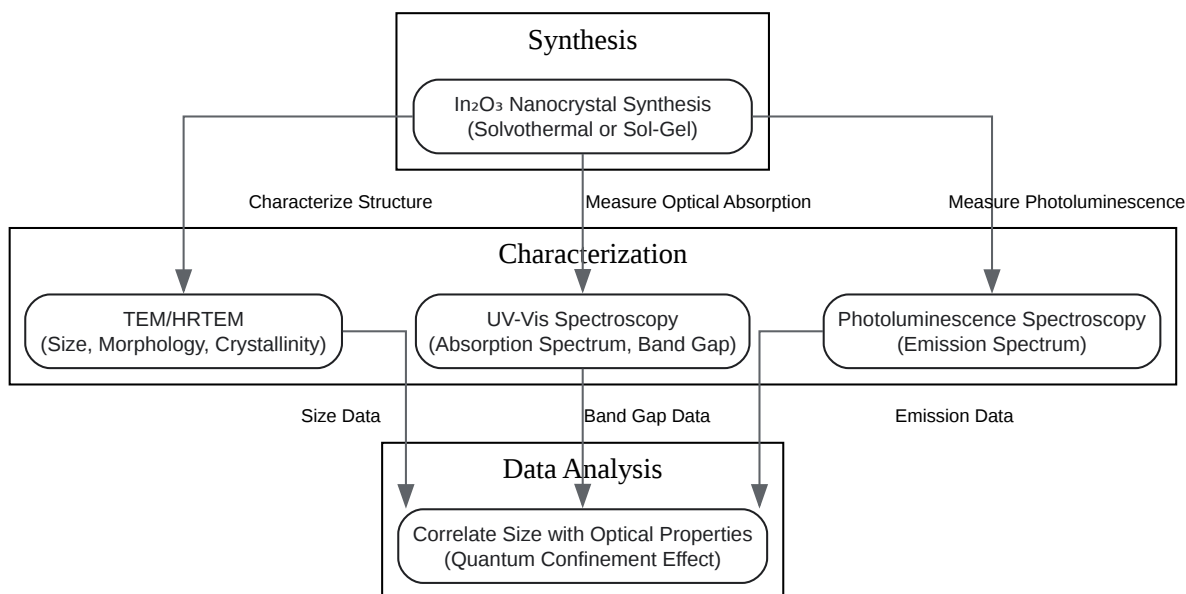 Synthesis
In₂O₃ Nanocrystal Synthesis
(Solvothermal or Sol-Gel)
Characterize Structure
Measure Optical Absorption
Measure Photoluminescence
Characterization
TEM/HRTEM
(Size, Morphology, Crystallinity)
UV-Vis Spectroscopy
(Absorption Spectrum, Band Gap)
Photoluminescence Spectroscopy
(Emission Spectrum)
Size Data
Band Gap Data
Emission Data
Data Analysis
Correlate Size with Optical Properties
(Quantum Confinement Effect)